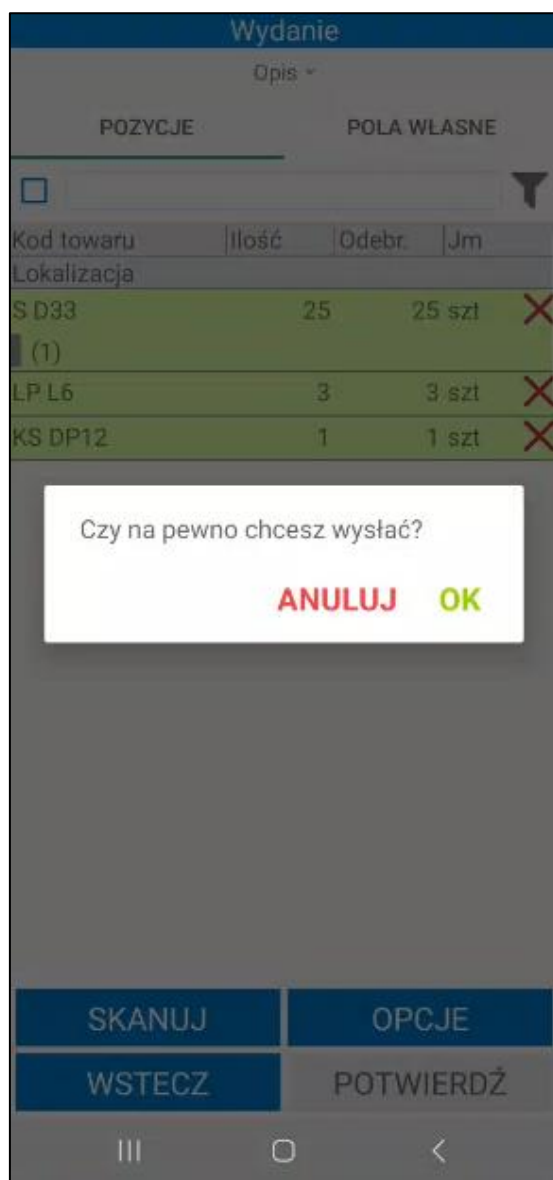 Wydanie
Opis
POZYCJE POLA WŁASNE
Kod towaru Ilość Odebr. Jm
Lokalizacja
S D33 25 25 szt
(1)
LP L6 3 3 szt
KS DP12 1 1 szt
Czy na pewno chcesz wysłać?
ANULUJ OK
SKANUJ OPCJE
WSTECZ POTWIERDŹ